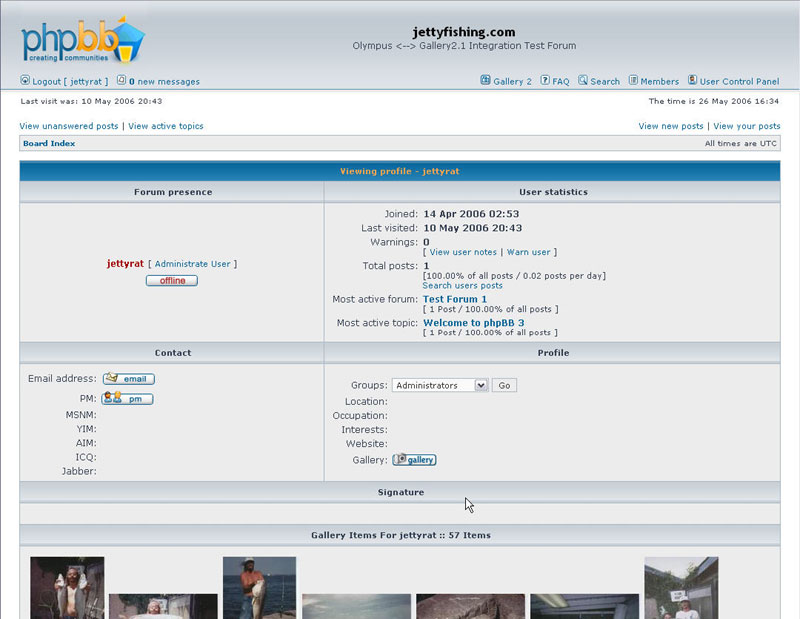 phpBB
creating communities
jettyfishing.com
Olympus <--> Gallery2.1 Integration Test Forum
Logout [ jettyrat ] 0 new messages
Gallery 2 FAQ Search Members User Control Panel
Last visit was: 10 May 2006 20:43
The time is 26 May 2006 16:34
View unanswered posts | View active topics
View new posts | View your posts
Board Index
All times are UTC
Viewing profile - jettyrat
Forum presence
User statistics
jettyrat [ Administrate User ]
offline
Joined: 14 Apr 2006 02:53
Last visited: 10 May 2006 20:43
Warnings: 0
[ View user notes | Warn user ]
Total posts: 1
[100.00% of all posts / 0.02 posts per day]
Search users posts
Most active forum: Test Forum 1
[ 1 Post / 100.00% of all posts ]
Most active topic: Welcome to phpBB 3
[ 1 Post / 100.00% of all posts ]
Contact
Profile
Email address: email
PM: pm
MSNM:
YIM:
AIM:
ICQ:
Jabber:
Groups: Administrators Go
Location:
Occupation:
Interests:
Website:
Gallery: gallery
Signature
Gallery Items For jettyrat :: 57 Items